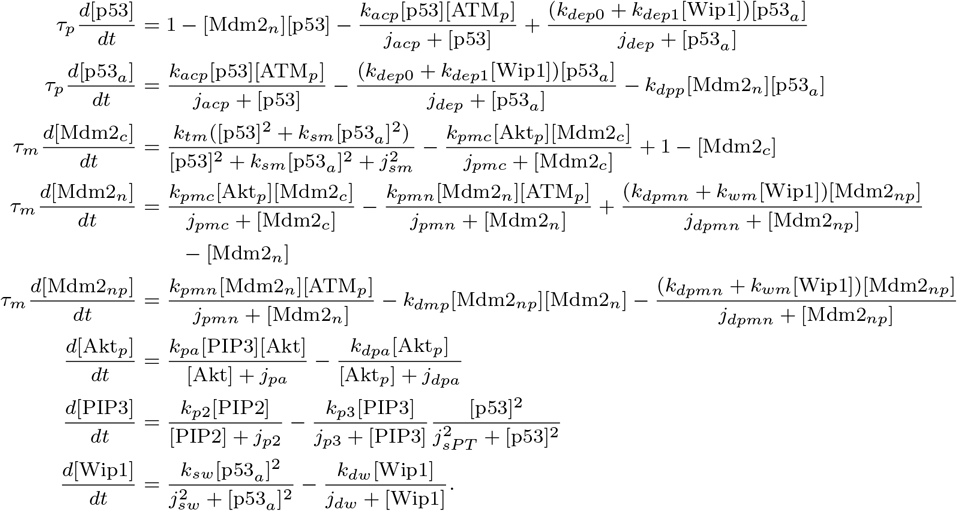 τ_p d[p53]/dt = 1 − [Mdm2_n][p53] − k_acp[p53][ATM_p]/(j_acp + [p53]) + (k_dep0 + k_dep1[Wip1])[p53_a]/(j_dep + [p53_a])
τ_p d[p53_a]/dt = k_acp[p53][ATM_p]/(j_acp + [p53]) − (k_dep0 + k_dep1[Wip1])[p53_a]/(j_dep + [p53_a]) − k_dpp[Mdm2_n][p53_a]
τ_m d[Mdm2_c]/dt = k_tm([p53]² + k_sm[p53_a]²)/([p53]² + k_sm[p53_a]² + j_sm²) − k_pmc[Akt_p][Mdm2_c]/(j_pmc + [Mdm2_c]) + 1 − [Mdm2_c]
τ_m d[Mdm2_n]/dt = k_pmc[Akt_p][Mdm2_c]/(j_pmc + [Mdm2_c]) − k_pmn[Mdm2_n][ATM_p]/(j_pmn + [Mdm2_n]) + (k_dpmn + k_wm[Wip1])[Mdm2_np]/(j_dpmn + [Mdm2_np])
− [Mdm2_n]
τ_m d[Mdm2_np]/dt = k_pmn[Mdm2_n][ATM_p]/(j_pmn + [Mdm2_n]) − k_dmp[Mdm2_np][Mdm2_n] − (k_dpmn + k_wm[Wip1])[Mdm2_np]/(j_dpmn + [Mdm2_np])
d[Akt_p]/dt = k_pa[PIP3][Akt]/([Akt] + j_pa) − k_dpa[Akt_p]/([Akt_p] + j_dpa)
d[PIP3]/dt = k_p2[PIP2]/([PIP2] + j_p2) − k_p3[PIP3]/(j_p3 + [PIP3]) [p53]²/(j_sPT² + [p53]²)
d[Wip1]/dt = k_sw[p53_a]²/(j_sw² + [p53_a]²) − k_dw[Wip1]/(j_dw + [Wip1]).